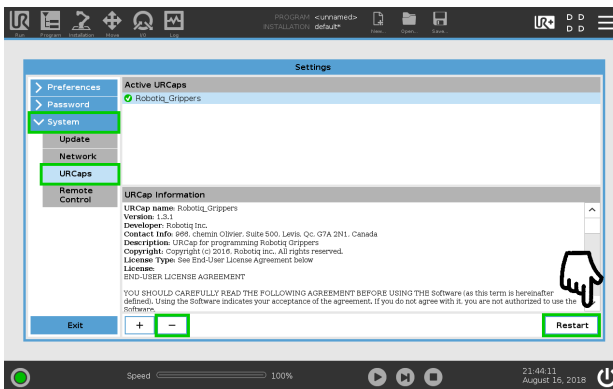 PROGRAM <unnamed>
INSTALLATION default*
Run
Program
Installation
Move
I/O
Log
New...
Open...
Save...
UR+
D D
D D
Settings
Preferences
Password
System
Update
Network
URCaps
Remote
Control
Exit
Active URCaps
Robotiq_Grippers
URCap Information
URCap name: Robotiq_Grippers
Version: 1.3.1
Developer: Robotiq Inc.
Contact Info: 966, chemin Olivier, Suite 500, Levis, Qc, G7A 2N1, Canada
Description: URCap for programming Robotiq Grippers
Copyright: Copyright (c) 2016, Robotiq inc.. All rights reserved.
License Type: See End-User License Agreement below
License:
END-USER LICENSE AGREEMENT
YOU SHOULD CAREFULLY READ THE FOLLOWING AGREEMENT BEFORE USING THE Software (as this term is hereinafter
defined). Using the Software indicates your acceptance of the agreement. If you do not agree with it, you are not authorized to use the
Software.
+
−
Restart
Speed
100%
21:44:11
August 16, 2018